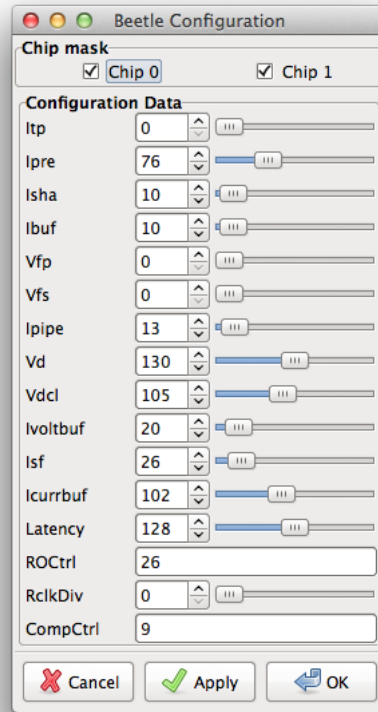 Beetle Configuration
Chip mask
Chip 0 Chip 1
Configuration Data
Itp 0
Ipre 76
Isha 10
Ibuf 10
Vfp 0
Vfs 0
Ipipe 13
Vd 130
Vdcl 105
Ivoltbuf 20
Isf 26
Icurrbuf 102
Latency 128
ROCtrl 26
RclkDiv 0
CompCtrl 9
Cancel Apply OK